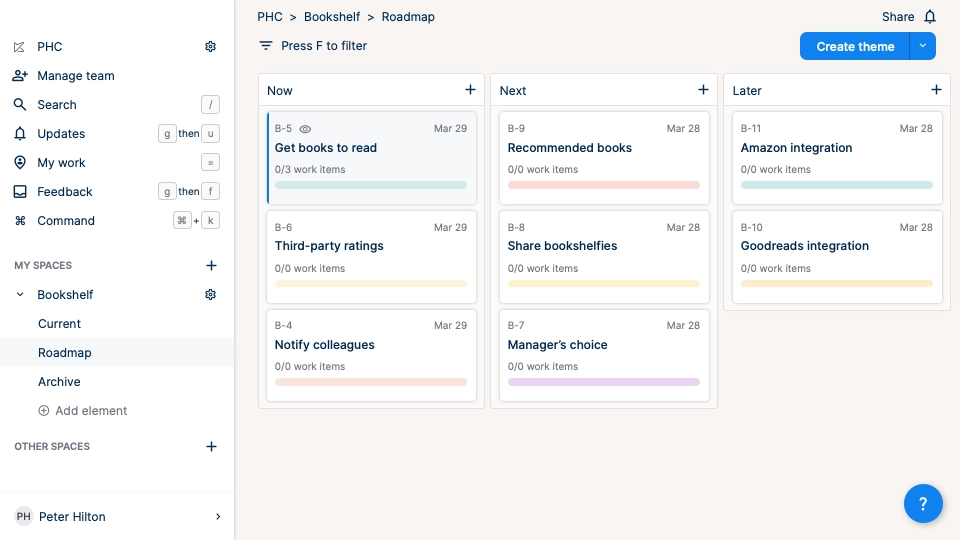 PHC > Bookshelf > Roadmap
Share
Press F to filter
Create theme
PHC
Manage team
Search /
Updates g then u
My work =
Feedback g then f
Command ⌘ + k
MY SPACES
Bookshelf
Current
Roadmap
Archive
Add element
OTHER SPACES
PH Peter Hilton
Now
B-5 Mar 29
Get books to read
0/3 work items
B-6 Mar 29
Third-party ratings
0/0 work items
B-4 Mar 29
Notify colleagues
0/0 work items
Next
B-9 Mar 28
Recommended books
0/0 work items
B-8 Mar 28
Share bookshelfies
0/0 work items
B-7 Mar 28
Manager’s choice
0/0 work items
Later
B-11 Mar 28
Amazon integration
0/0 work items
B-10 Mar 28
Goodreads integration
0/0 work items
?